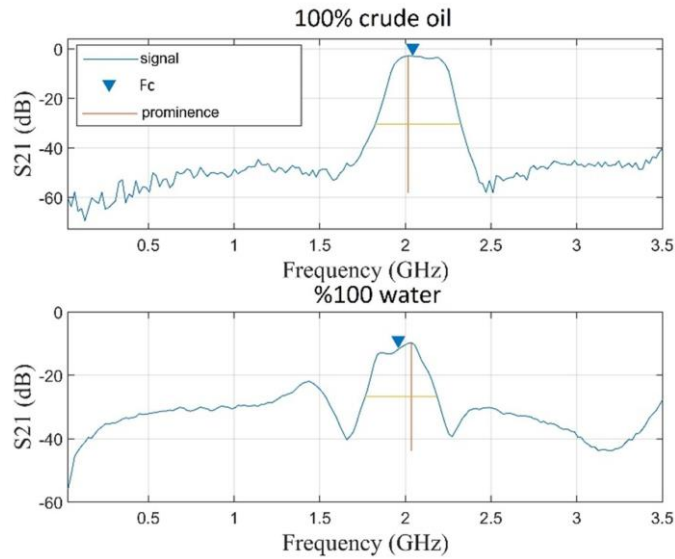 100% crude oil
0
-20
-40
-60
S21 (dB)
signal
Fc
prominence
0.5 1 1.5 2 2.5 3 3.5
Frequency (GHz)
%100 water
0
-20
-40
-60
S21 (dB)
0.5 1 1.5 2 2.5 3 3.5
Frequency (GHz)